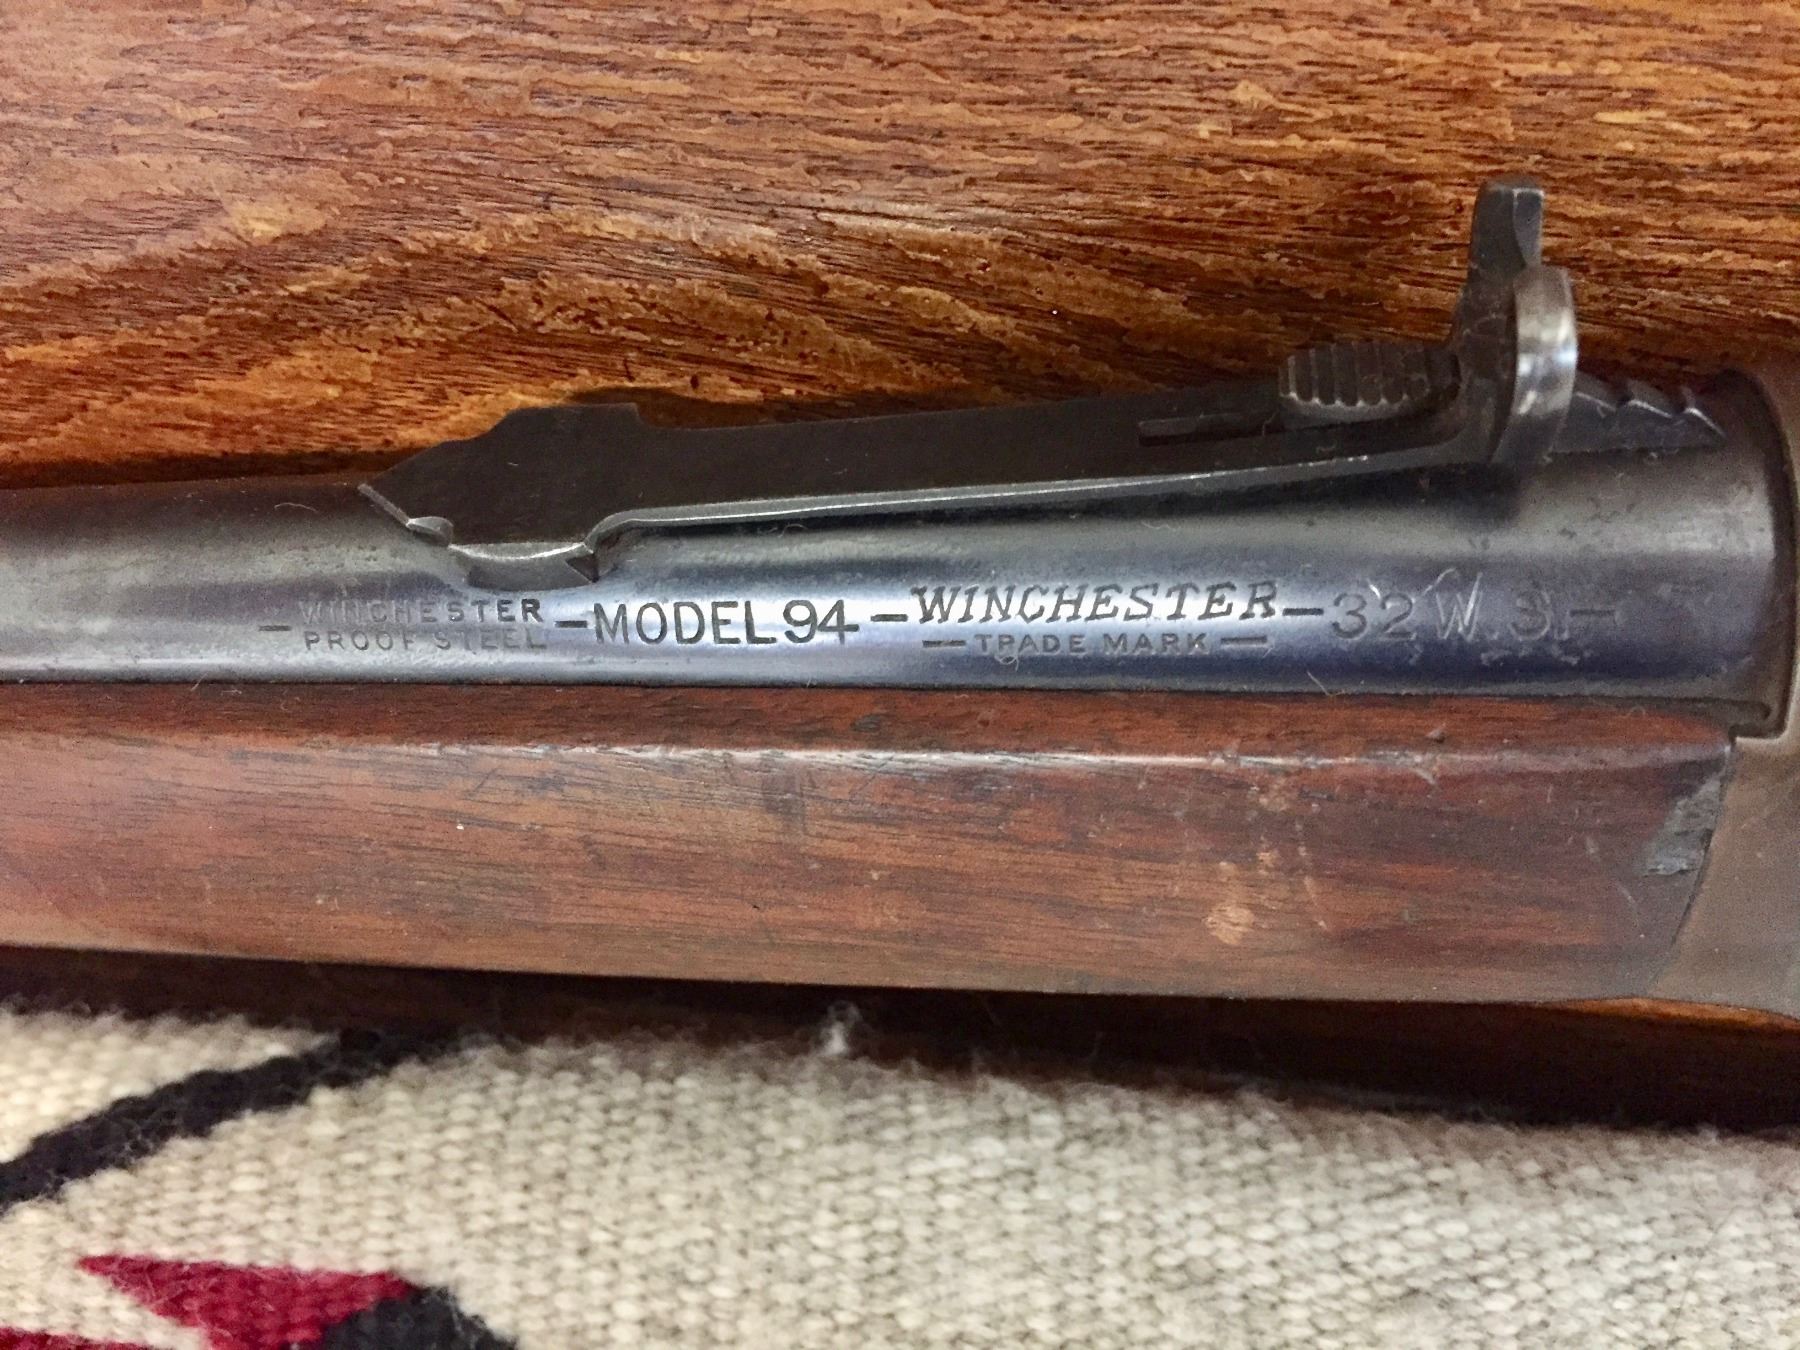 -WINCHESTER
PROOF STEEL
-MODEL 94-
WINCHESTER
-TRADE MARK-
-32 W.